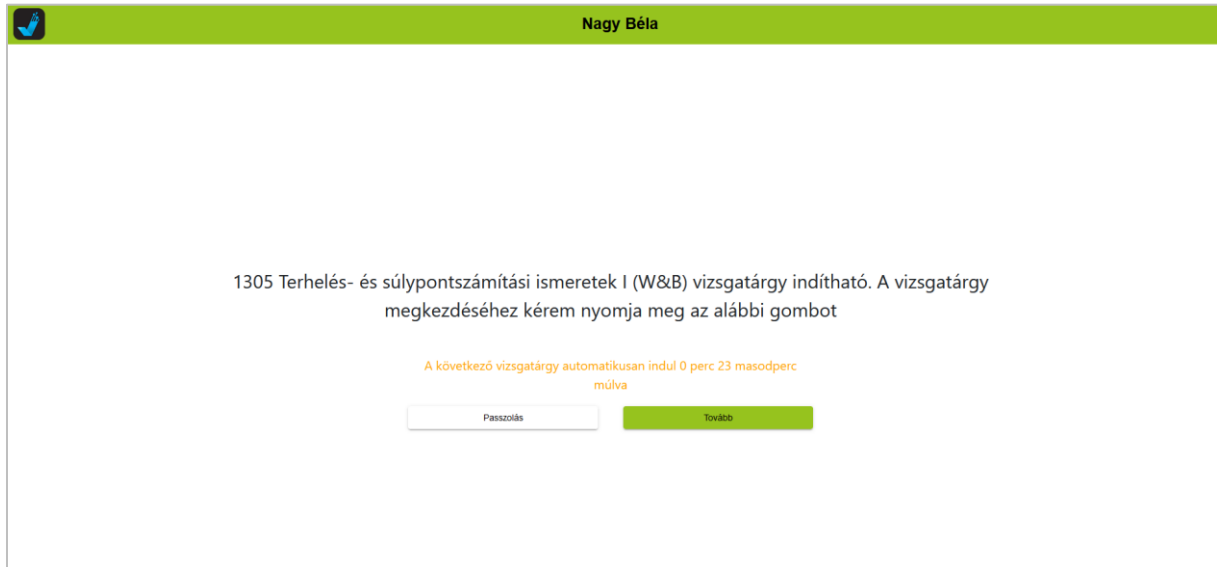 Nagy Béla
1305 Terhelés- és súlypontszámítási ismeretek I (W&B) vizsgatárgy indítható. A vizsgatárgy
megkezdéséhez kérem nyomja meg az alábbi gombot
A következő vizsgatárgy automatikusan indul 0 perc 23 masodperc
múlva
Passzolás
Tovább